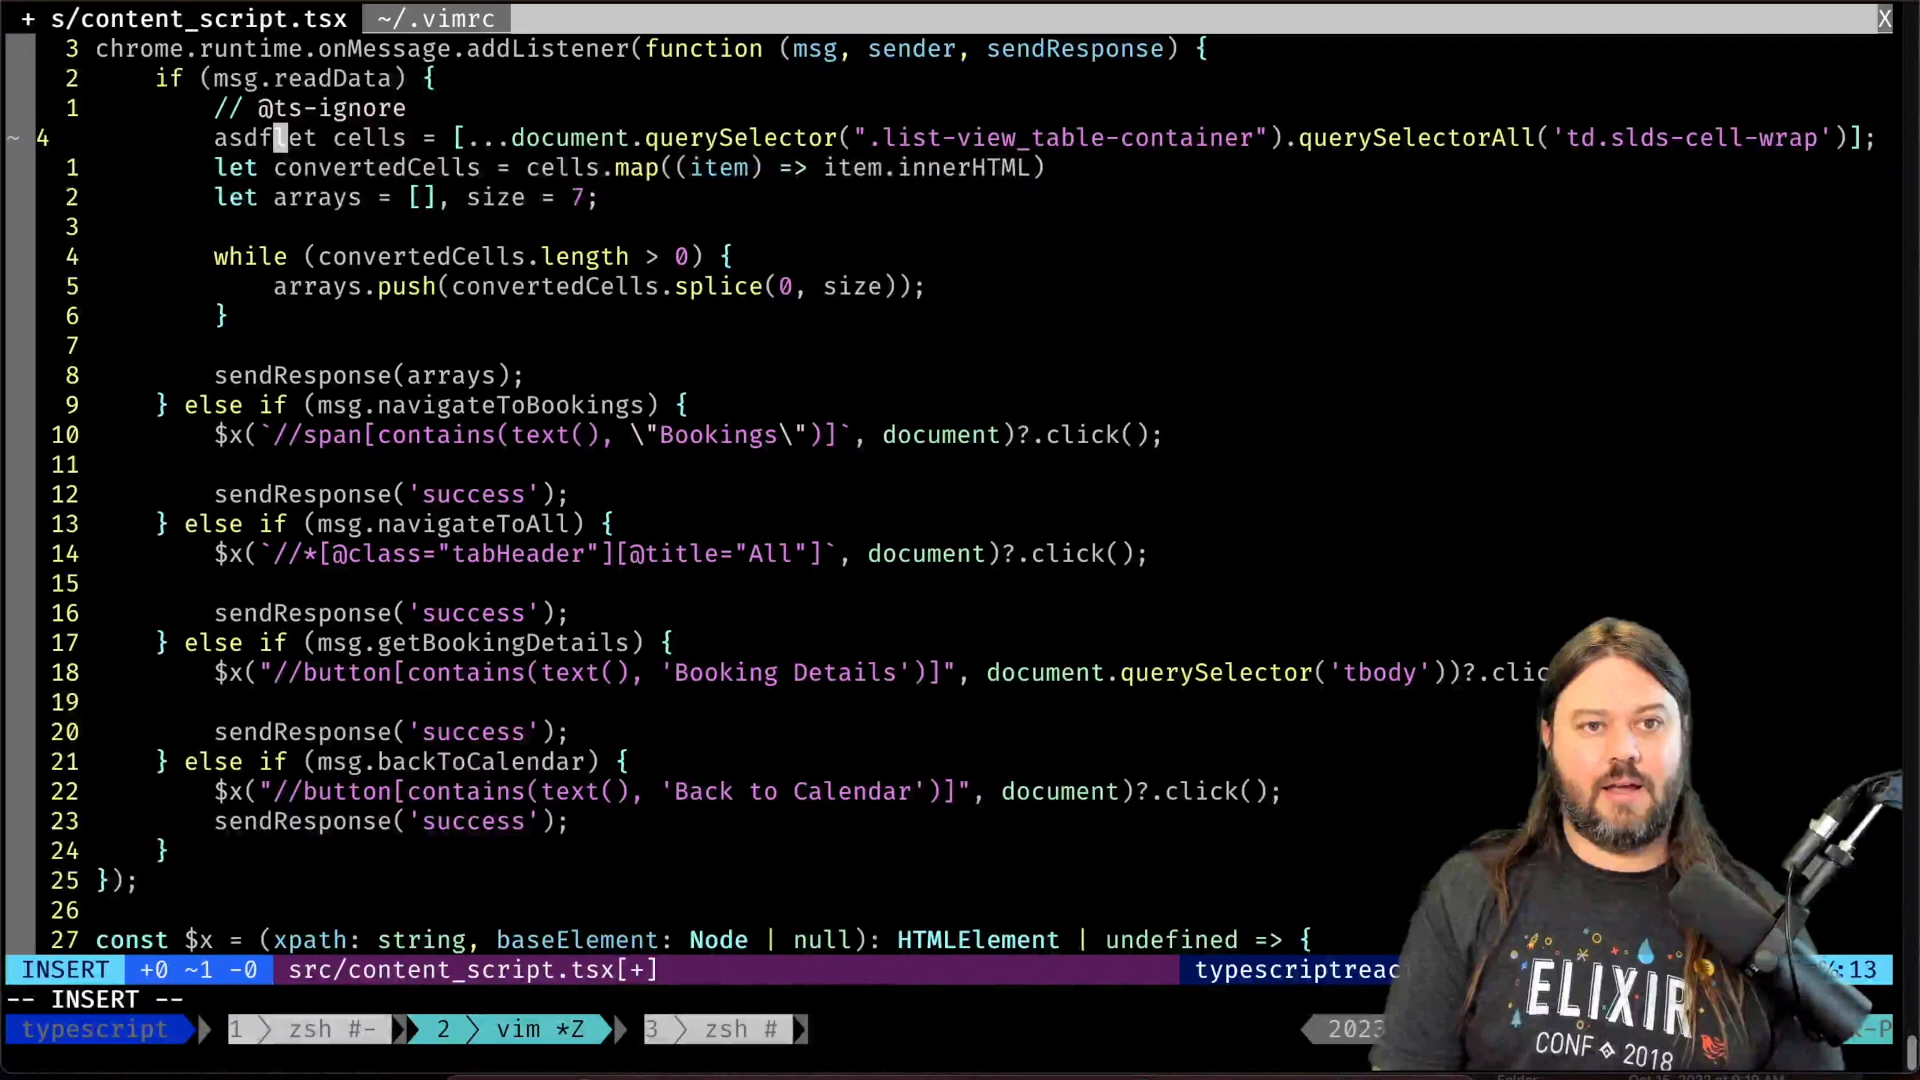 + s/content_script.tsx ~/.vimrc X
3 chrome.runtime.onMessage.addListener(function (msg, sender, sendResponse) {
2 if (msg.readData) {
1 // @ts-ignore
~ 4 asdflet cells = [...document.querySelector(".list-view_table-container").querySelectorAll('td.slds-cell-wrap')];
1 let convertedCells = cells.map((item) => item.innerHTML)
2 let arrays = [], size = 7;
3
4 while (convertedCells.length > 0) {
5 arrays.push(convertedCells.splice(0, size));
6 }
7
8 sendResponse(arrays);
9 } else if (msg.navigateToBookings) {
10 $x(`//span[contains(text(), \"Bookings\")]`, document)?.click();
11
12 sendResponse('success');
13 } else if (msg.navigateToAll) {
14 $x(`//*[@class="tabHeader"][@title="All"]`, document)?.click();
15
16 sendResponse('success');
17 } else if (msg.getBookingDetails) {
18 $x("//button[contains(text(), 'Booking Details')]", document.querySelector('tbody'))?.clic
19
20 sendResponse('success');
21 } else if (msg.backToCalendar) {
22 $x("//button[contains(text(), 'Back to Calendar')]", document)?.click();
23 sendResponse('success');
24 }
25 });
26
27 const $x = (xpath: string, baseElement: Node | null): HTMLElement | undefined => {
INSERT +0 ~1 -0 src/content_script.tsx[+] typescriptreac :13
-- INSERT --
typescript 1 zsh #- 2 vim *Z 3 zsh # 2023 -P
ELIXIR
CONF 2018